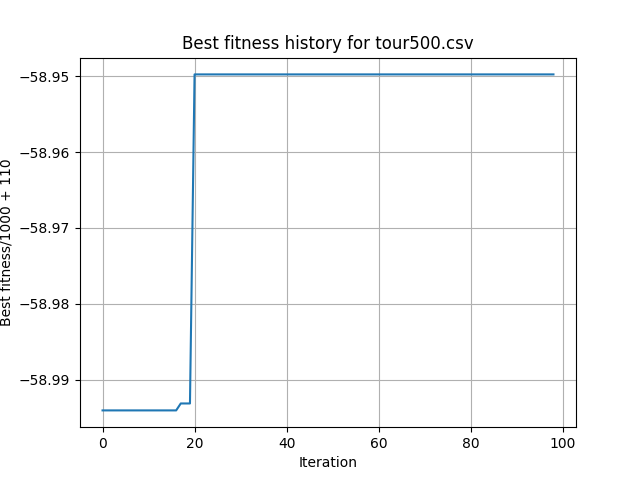 Best fitness history for tour500.csv
Best fitness/1000 + 110
−58.95
−58.96
−58.97
−58.98
−58.99
0 20 40 60 80 100
Iteration